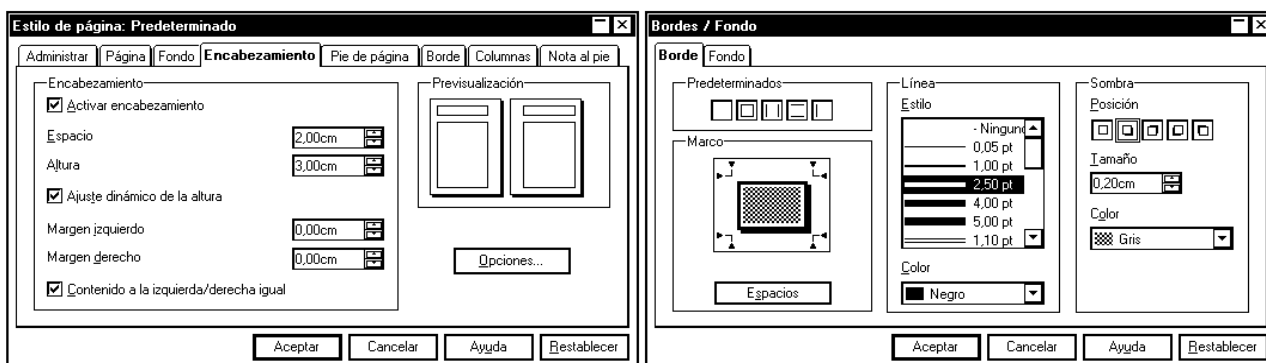 Estilo de página: Predeterminado
Administrar Página Fondo Encabezamiento Pie de página Borde Columnas Nota al pie
Encabezamiento
Activar encabezamiento
Espacio 2,00cm
Altura 3,00cm
Ajuste dinámico de la altura
Margen izquierdo 0,00cm
Margen derecho 0,00cm
Contenido a la izquierda/derecha igual
Previsualización
Opciones...
Aceptar Cancelar Ayuda Restablecer
Bordes / Fondo
Borde Fondo
Predeterminados
Marco
Espacios
Línea
Estilo
- Ninguno
0,05 pt
1,00 pt
2,50 pt
4,00 pt
5,00 pt
1,10 pt
Color
Negro
Sombra
Posición
Tamaño
0,20cm
Color
Gris
Aceptar Cancelar Ayuda Restablecer